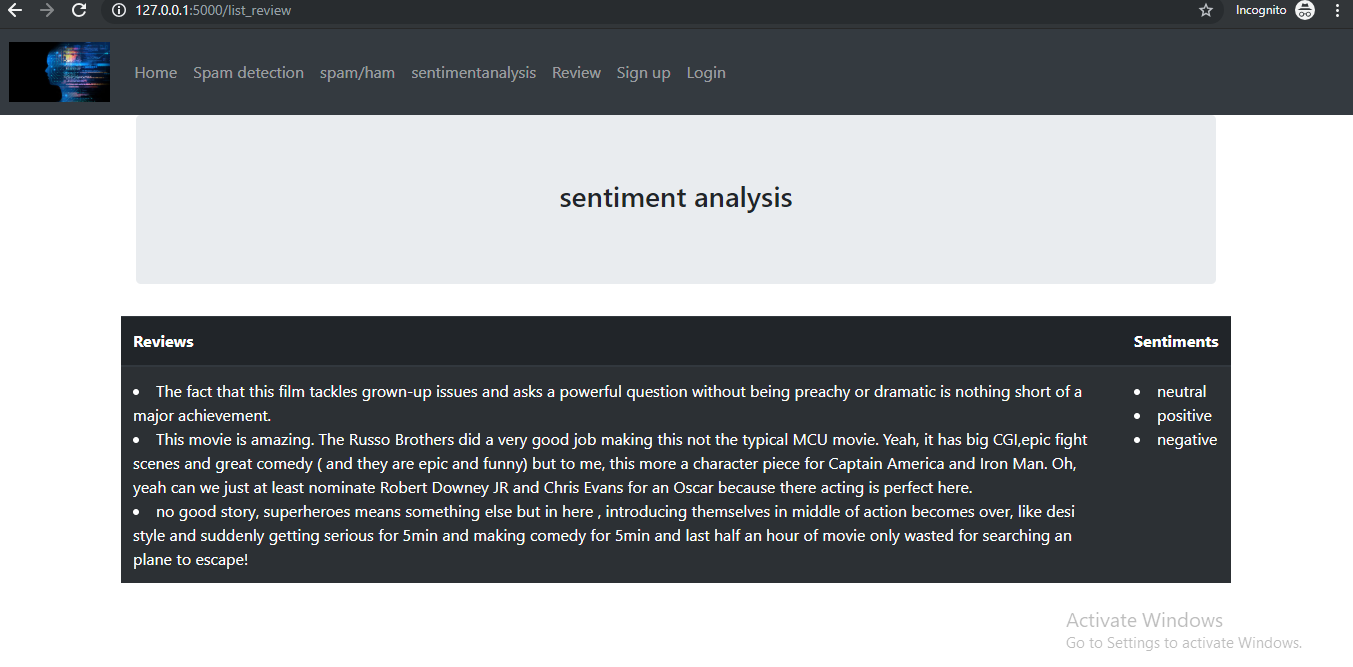 127.0.0.1:5000/list_review
Incognito
Home Spam detection spam/ham sentimentanalysis Review Sign up Login
sentiment analysis
Reviews
Sentiments
• The fact that this film tackles grown-up issues and asks a powerful question without being preachy or dramatic is nothing short of a
major achievement.
• This movie is amazing. The Russo Brothers did a very good job making this not the typical MCU movie. Yeah, it has big CGI,epic fight
scenes and great comedy ( and they are epic and funny) but to me, this more a character piece for Captain America and Iron Man. Oh,
yeah can we just at least nominate Robert Downey JR and Chris Evans for an Oscar because there acting is perfect here.
• no good story, superheroes means something else but in here , introducing themselves in middle of action becomes over, like desi
style and suddenly getting serious for 5min and making comedy for 5min and last half an hour of movie only wasted for searching an
plane to escape!
• neutral
• positive
• negative
Activate Windows
Go to Settings to activate Windows.